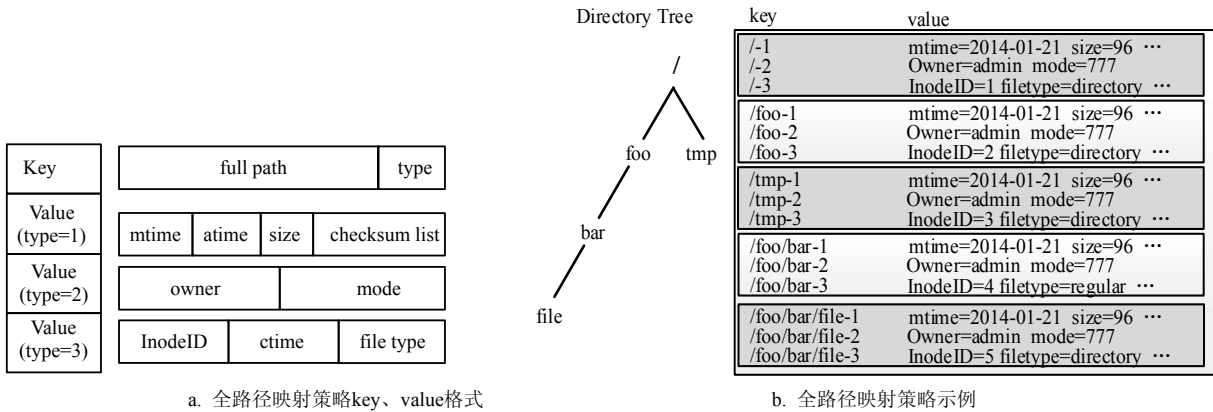 Key
full path type
Value
(type=1)
mtime atime size checksum list
Value
(type=2)
owner mode
Value
(type=3)
InodeID ctime file type
a. 全路径映射策略key、value格式
Directory Tree
/
foo tmp
bar
file
key value
/-1 mtime=2014-01-21 size=96 …
/-2 Owner=admin mode=777
/-3 InodeID=1 filetype=directory …
/foo-1 mtime=2014-01-21 size=96 …
/foo-2 Owner=admin mode=777
/foo-3 InodeID=2 filetype=directory …
/tmp-1 mtime=2014-01-21 size=96 …
/tmp-2 Owner=admin mode=777
/tmp-3 InodeID=3 filetype=directory …
/foo/bar-1 mtime=2014-01-21 size=96 …
/foo/bar-2 Owner=admin mode=777
/foo/bar-3 InodeID=4 filetype=regular …
/foo/bar/file-1 mtime=2014-01-21 size=96 …
/foo/bar/file-2 Owner=admin mode=777
/foo/bar/file-3 InodeID=5 filetype=directory …
b. 全路径映射策略示例